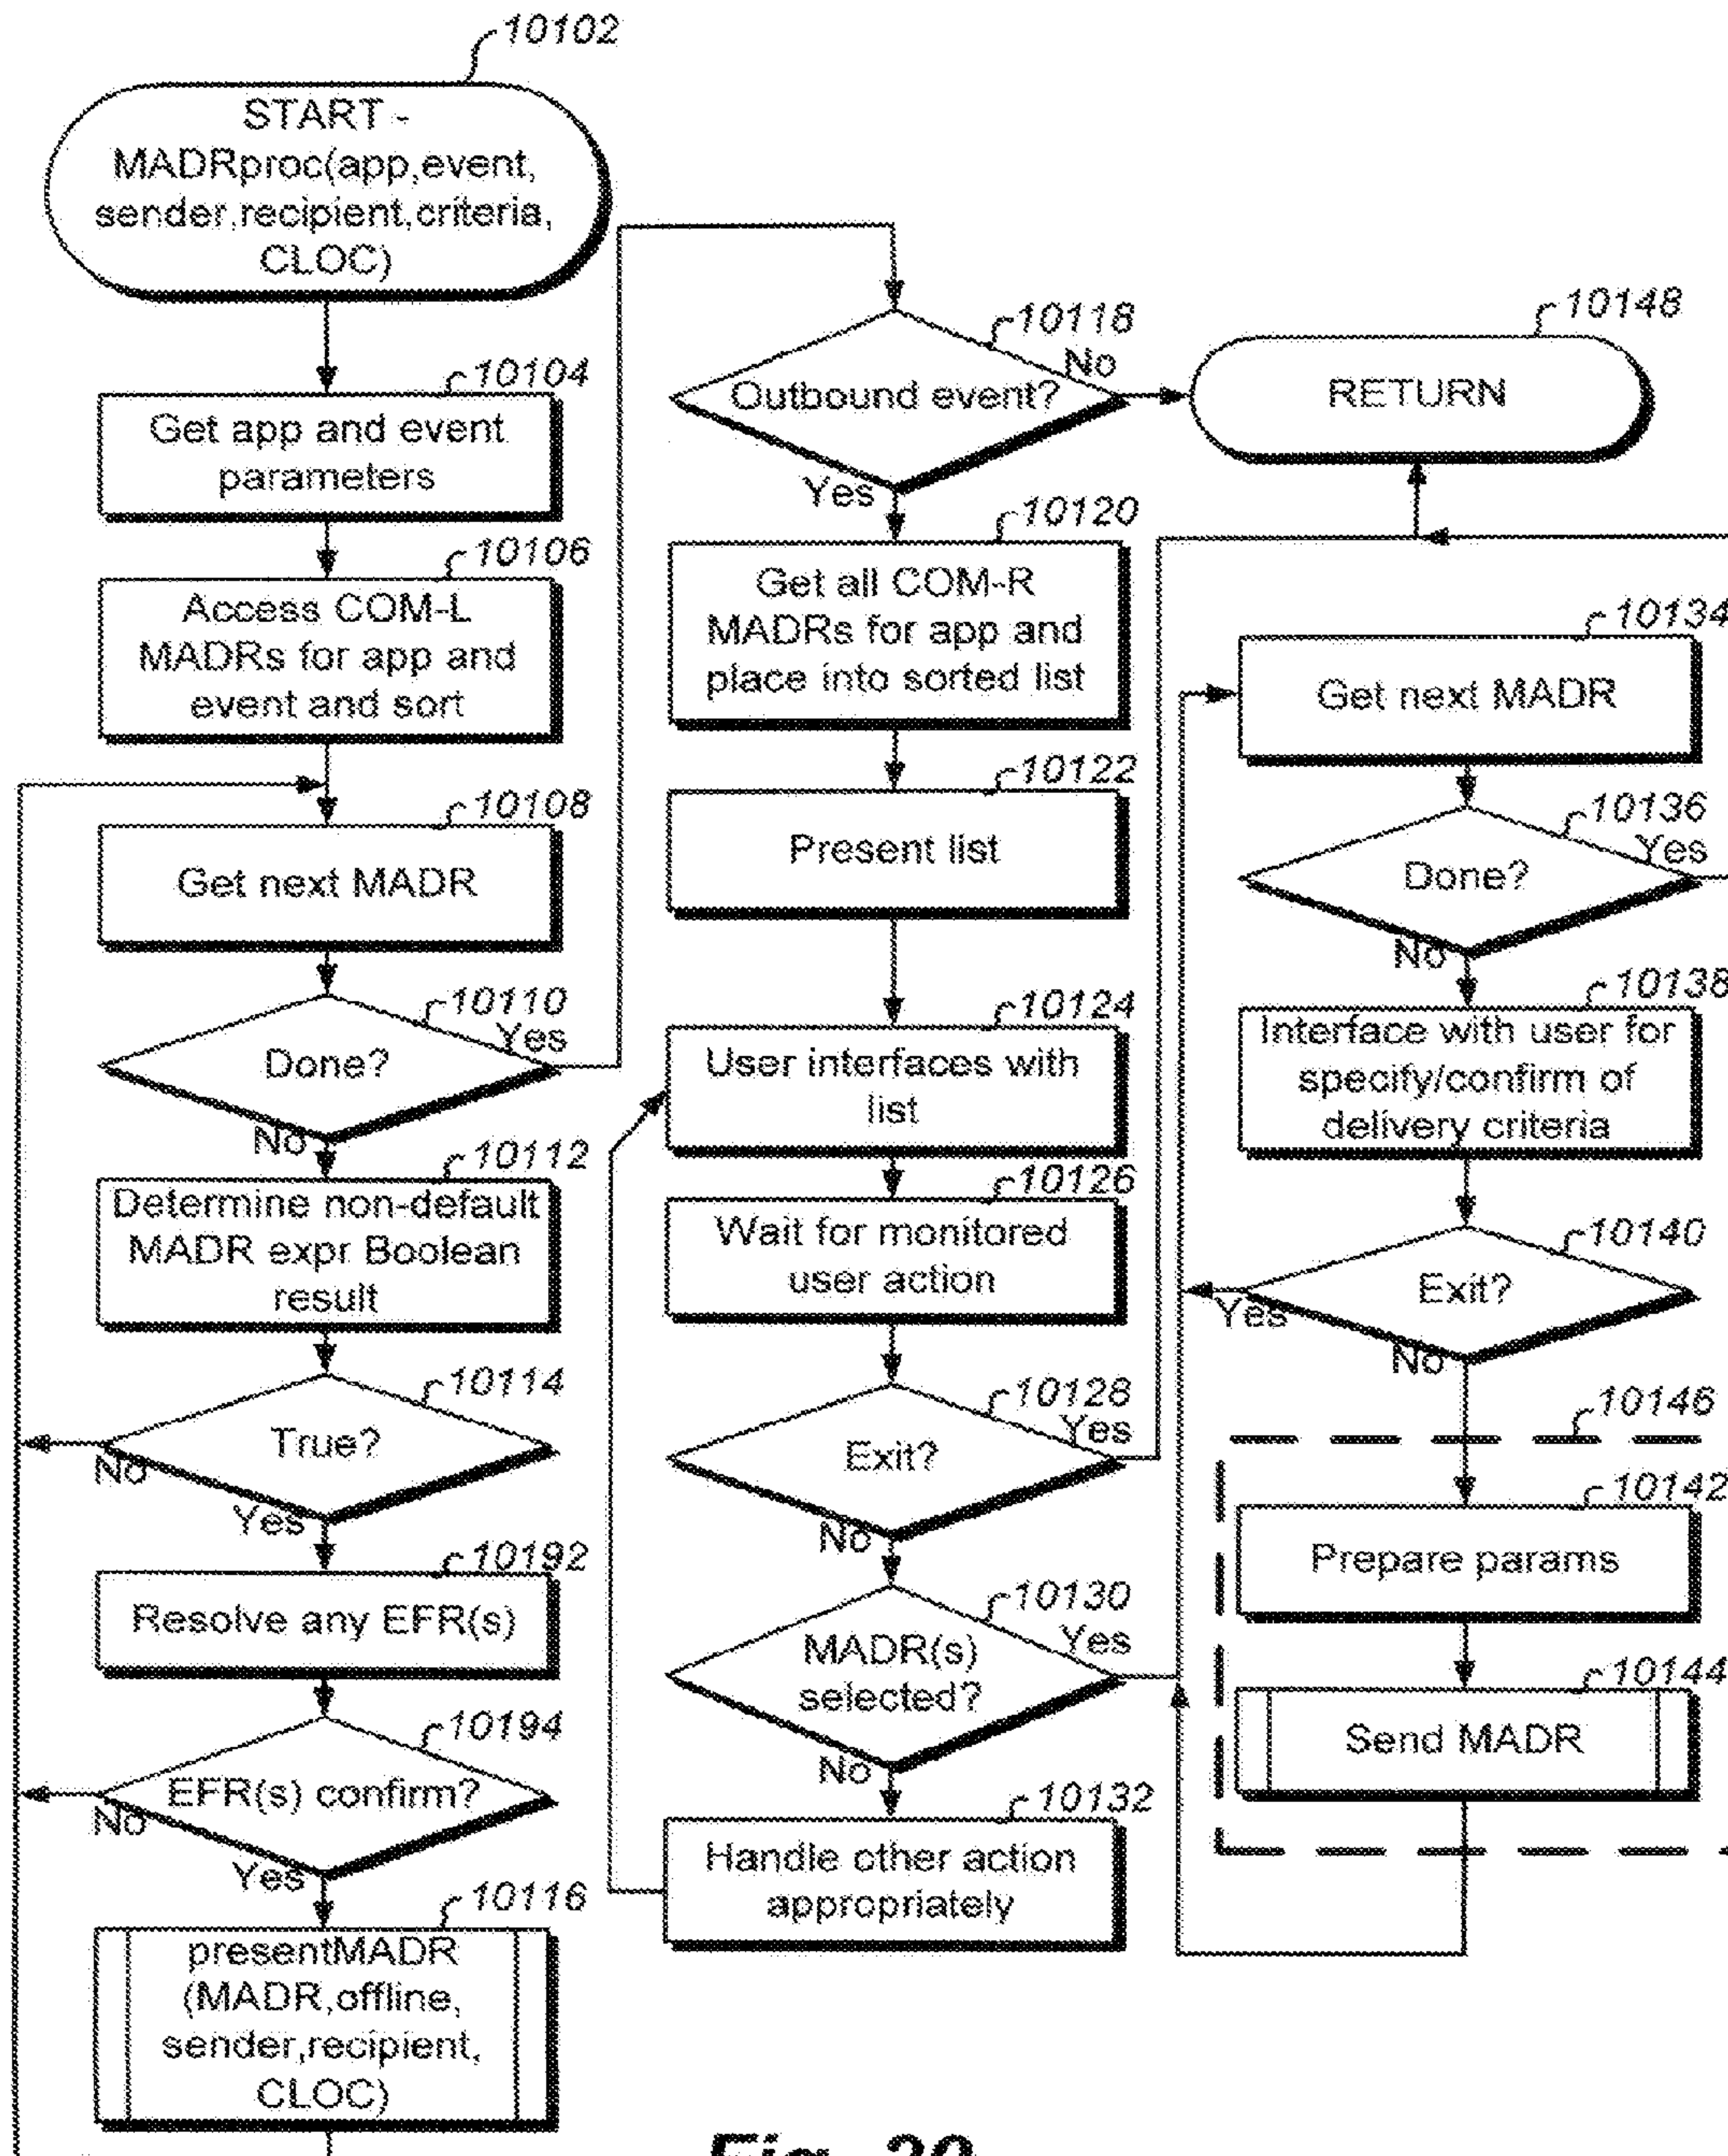 10102
START -
MADRproc(app,event,
sender,recipient,criteria,
CLOC)
10104
Get app and event
parameters
10106
Access COM-L
MADRs for app and
event and sort
10108
Get next MADR
10110
Done?
Yes
No
10112
Determine non-default
MADR expr Boolean
result
10114
True?
No
Yes
10192
Resolve any EFR(s)
10194
EFR(s) confirm?
No
Yes
10116
presentMADR
(MADR,offline,
sender,recipient,
CLOC)
10118
Outbound event?
No
Yes
10120
Get all COM-R
MADRs for app and
place into sorted list
10122
Present list
10124
User interfaces with
list
10126
Wait for monitored
user action
10128
Exit?
Yes
No
10130
MADR(s)
selected?
Yes
No
10132
Handle other action
appropriately
10148
RETURN
10134
Get next MADR
10136
Done?
Yes
No
10138
Interface with user for
specify/confirm of
delivery criteria
10140
Exit?
Yes
No
10146
10142
Prepare params
10144
Send MADR
Fig.